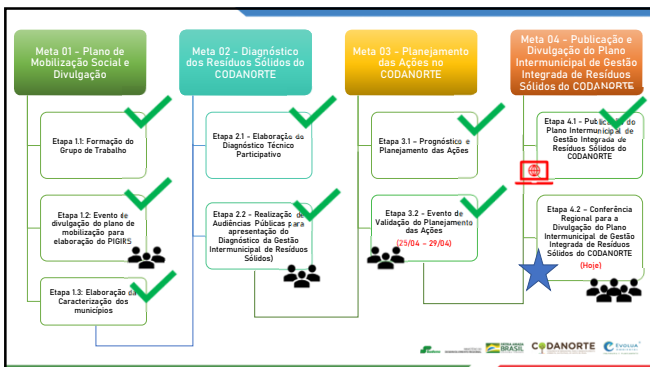 Meta 01 - Plano de
Mobilização Social e
Divulgação
Etapa 1.1: Formação do
Grupo de Trabalho
Etapa 1.2: Evento de
divulgação do plano de
mobilização para
elaboração do PIGIRS
Etapa 1.3: Elaboração da
Caracterização dos
municípios
Meta 02 - Diagnóstico
dos Resíduos Sólidos do
CODANORTE
Etapa 2.1 - Elaboração do
Diagnóstico Técnico
Participativo
Etapa 2.2 - Realização de
Audiências Públicas para
apresentação do
Diagnóstico da Gestão
Intermunicipal de Resíduos
Sólidos)
Meta 03 - Planejamento
das Ações no
CODANORTE
Etapa 3.1 - Prognóstico e
Planejamento das Ações
Etapa 3.2 - Evento de
Validação do Planejamento
das Ações
(25/04 - 29/04)
Meta 04 - Publicação e
Divulgação do Plano
Intermunicipal de Gestão
Integrada de Resíduos
Sólidos do CODANORTE
Etapa 4.1 - Publicação do
Plano Intermunicipal de
Gestão Integrada de
Resíduos Sólidos do
CODANORTE
Etapa 4.2 - Conferência
Regional para a
Divulgação do Plano
Intermunicipal de Gestão
Integrada de Resíduos
Sólidos do CODANORTE
(Hoje)
BRASIL
CODANORTE
EVOLUA